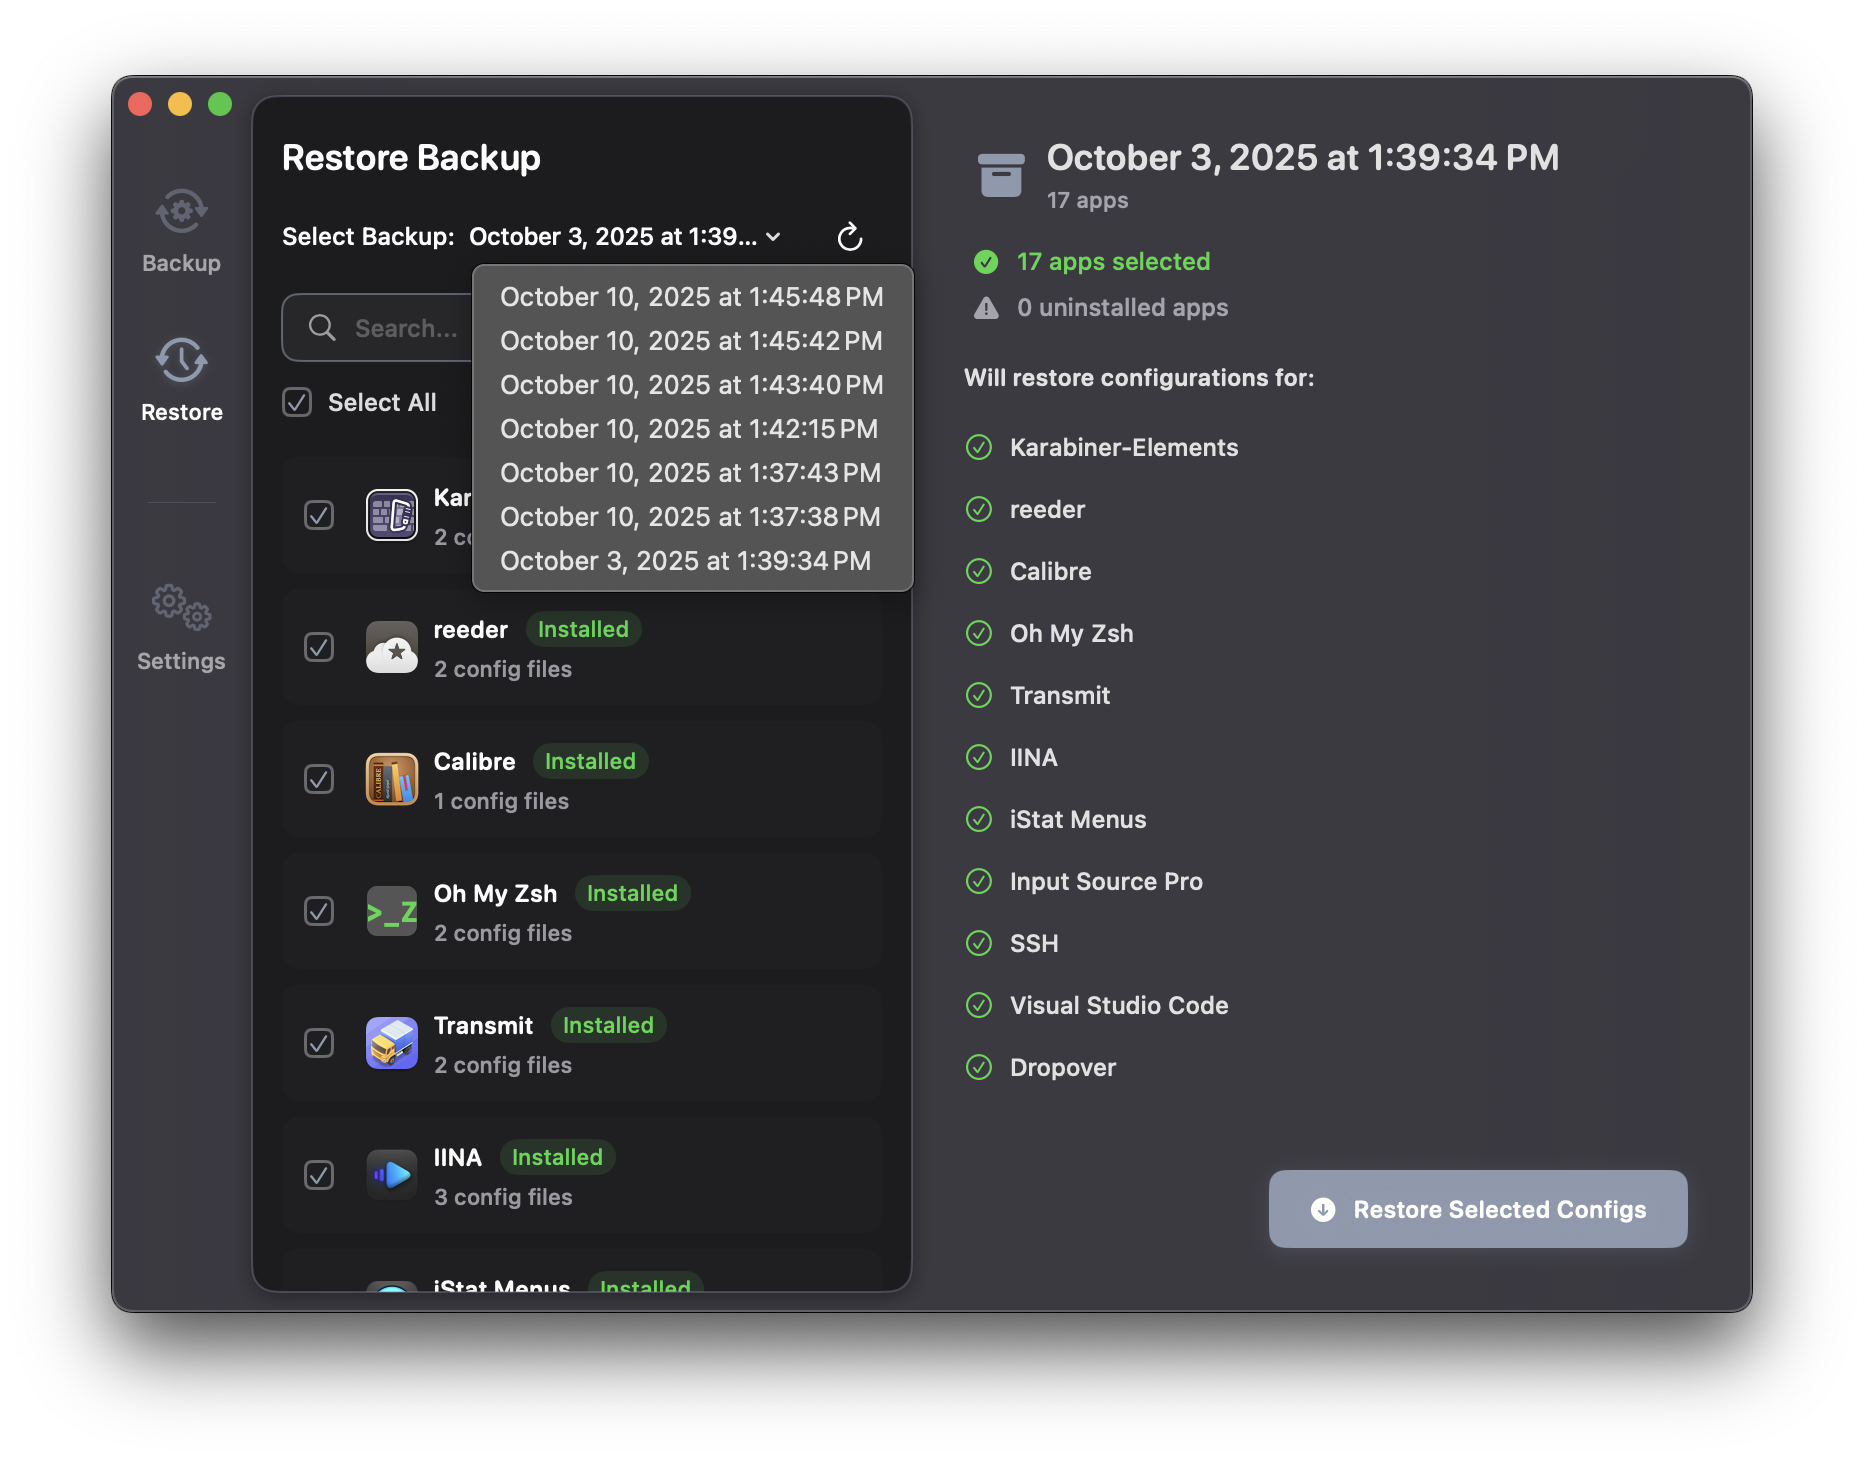 Backup
Restore
Settings
Restore Backup
Select Backup: October 3, 2025 at 1:39...
October 10, 2025 at 1:45:48 PM
October 10, 2025 at 1:45:42 PM
October 10, 2025 at 1:43:40 PM
October 10, 2025 at 1:42:15 PM
October 10, 2025 at 1:37:43 PM
October 10, 2025 at 1:37:38 PM
October 3, 2025 at 1:39:34 PM
Search...
Select All
Kar
2 co
reeder Installed
2 config files
CALIBRE
Calibre Installed
1 config files
>_Z
Oh My Zsh Installed
2 config files
Transmit Installed
2 config files
IINA Installed
3 config files
iStat Menus Installed
October 3, 2025 at 1:39:34 PM
17 apps
17 apps selected
0 uninstalled apps
Will restore configurations for:
Karabiner-Elements
reeder
Calibre
Oh My Zsh
Transmit
IINA
iStat Menus
Input Source Pro
SSH
Visual Studio Code
Dropover
Restore Selected Configs